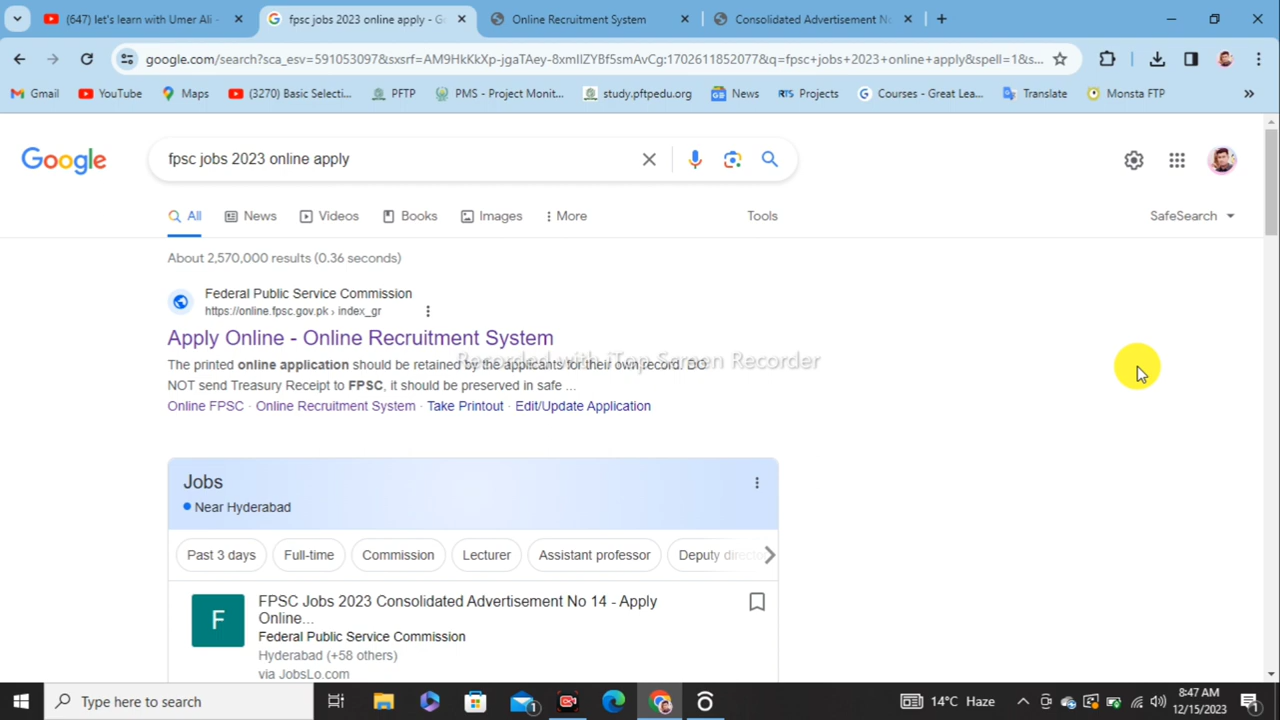 (647) let's learn with Umer Ali -
fpsc jobs 2023 online apply - G
Online Recruitment System
Consolidated Advertisement No
google.com/search?sca_esv=591053097&sxsrf=AM9HkKkXp-jgaTAey-8xmIIZYBf5smAvCg:1702611852077&q=fpsc+jobs+2023+online+apply&spell=1&s...
Gmail
YouTube
Maps
(3270) Basic Selecti...
PFTP
PMS - Project Monit...
study.pftpedu.org
News
RTS Projects
Courses - Great Lea...
Translate
Monsta FTP
Google
fpsc jobs 2023 online apply
All
News
Videos
Books
Images
More
Tools
SafeSearch
About 2,570,000 results (0.36 seconds)
Federal Public Service Commission
https://online.fpsc.gov.pk › index_gr
Apply Online - Online Recruitment System
Recorded with iTop Screen Recorder
The printed online application should be retained by the applicants for their own record. DO
NOT send Treasury Receipt to FPSC, it should be preserved in safe ...
Online FPSC · Online Recruitment System · Take Printout · Edit/Update Application
Jobs
Near Hyderabad
Past 3 days
Full-time
Commission
Lecturer
Assistant professor
Deputy director
F
FPSC Jobs 2023 Consolidated Advertisement No 14 - Apply
Online...
Federal Public Service Commission
Hyderabad (+58 others)
via JobsLo.com
Type here to search
1
14°C Haze
8:47 AM
12/15/2023
1